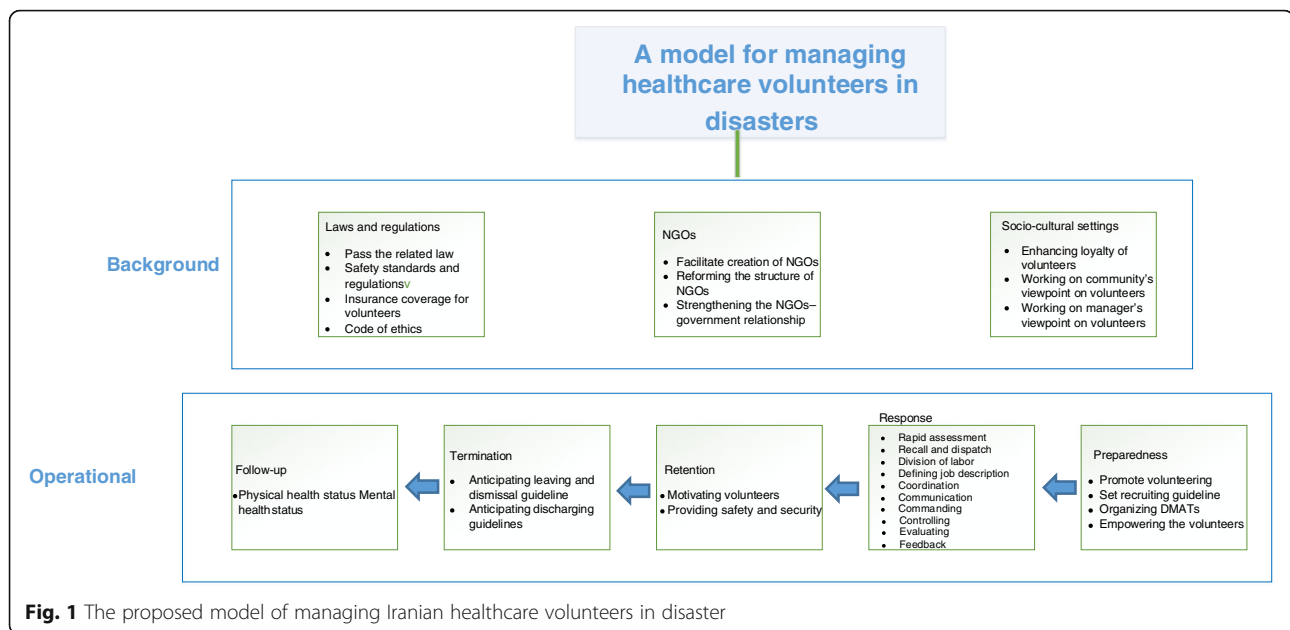 A model for managing
healthcare volunteers in
disasters
Background
Laws and regulations
• Pass the related law
• Safety standards and
regulationsv
• Insurance coverage for
volunteers
• Code of ethics
NGOs
• Facilitate creation of NGOs
• Reforming the structure of
NGOs
• Strengthening the NGOs–
government relationship
Socio-cultural settings
• Enhancing loyalty of
volunteers
• Working on community's
viewpoint on volunteers
• Working on manager's
viewpoint on volunteers
Operational
Follow-up
• Physical health status Mental
health status
Termination
• Anticipating leaving and
dismissal guideline
• Anticipating discharging
guidelines
Retention
• Motivating volunteers
• Providing safety and security
Response
• Rapid assessment
• Recall and dispatch
• Division of labor
• Defining job description
• Coordination
• Communication
• Commanding
• Controlling
• Evaluating
• Feedback
Preparedness
• Promote volunteering
• Set recruiting guideline
• Organizing DMATs
• Empowering the volunteers
Fig. 1 The proposed model of managing Iranian healthcare volunteers in disaster